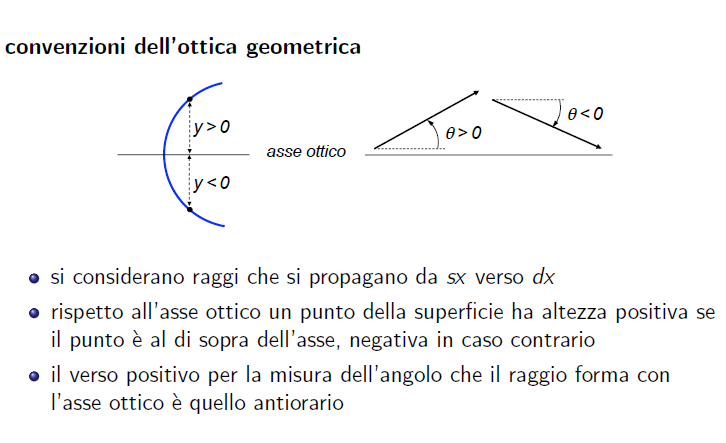 convenzioni dell'ottica geometrica
y > 0
θ > 0
θ < 0
asse ottico
y < 0
si considerano raggi che si propagano da sx verso dx
rispetto all'asse ottico un punto della superficie ha altezza positiva se
il punto è al di sopra dell'asse, negativa in caso contrario
il verso positivo per la misura dell'angolo che il raggio forma con
l'asse ottico è quello antiorario